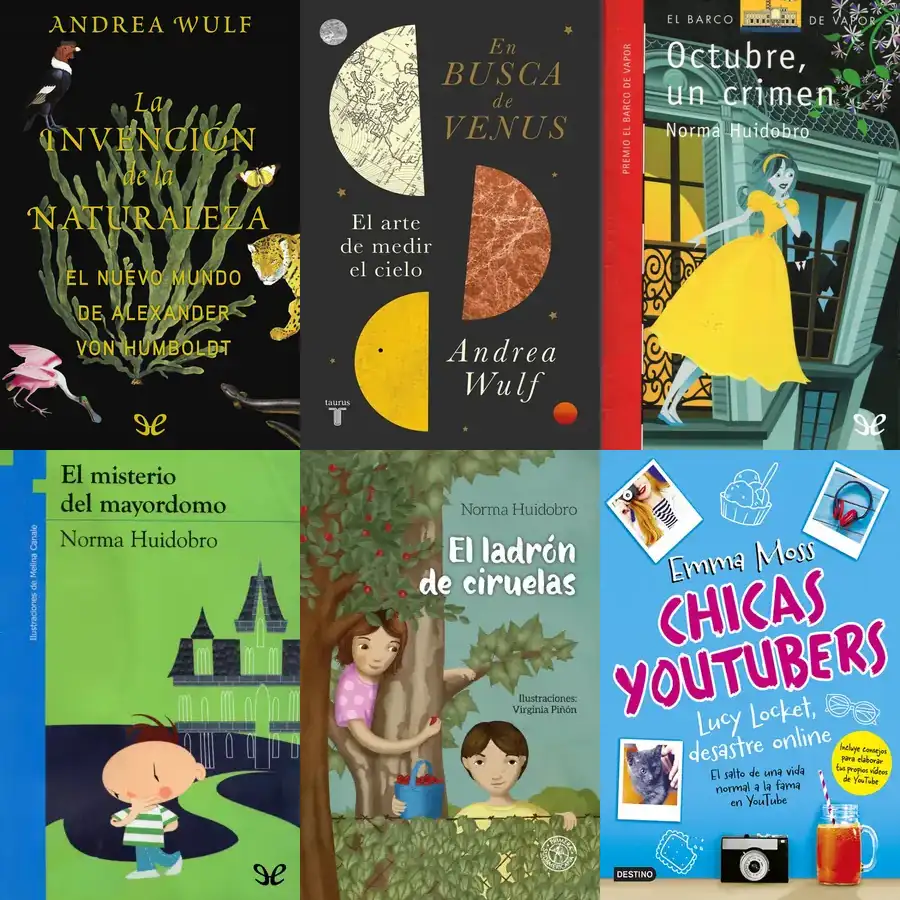 ANDREA WULF
La
INVENCIÓN
de la
NATURALEZA
EL NUEVO MUNDO
DE ALEXANDER
VON HUMBOLDT
En
BUSCA
de
VENUS
El arte
de medir
el cielo
Andrea
Wulf
taurus
T
EL BARCO DE VAPOR
PREMIO EL BARCO DE VAPOR
Octubre,
un crimen
Norma Huidobro
El misterio
del mayordomo
Norma Huidobro
Ilustraciones de Melina Canale
Norma Huidobro
El ladrón
de ciruelas
Ilustraciones:
Virginia Piñón
Emma Moss
CHICAS
YOUTUBERS
Lucy Locket,
desastre online
El salto de una vida
normal a la fama
en YouTube
Incluye consejos
para elaborar
tus propios vídeos
de YouTube
DESTINO